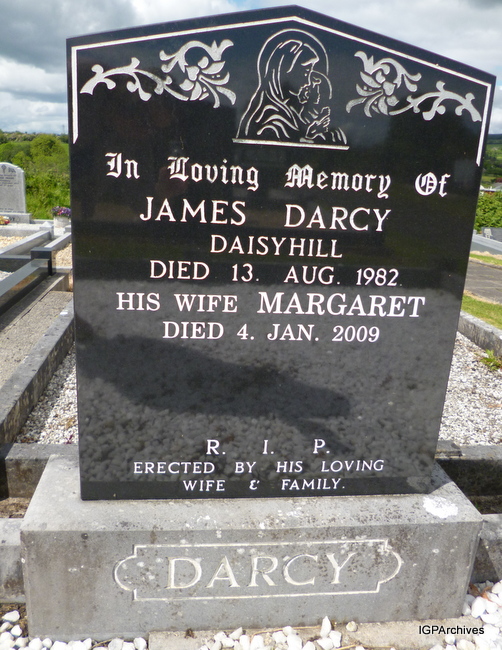 In Loving Memory Of
JAMES DARCY
DAISYHILL
DIED 13. AUG. 1982.
HIS WIFE MARGARET
DIED 4. JAN. 2009
R. I. P.
ERECTED BY HIS LOVING
WIFE & FAMILY.
DARCY
IGPArchives